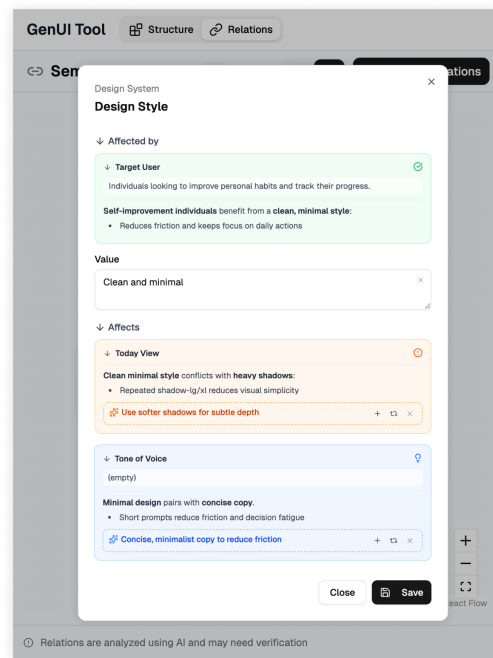 GenUI Tool
Structure
Relations
Sem
ations
Design System
Design Style
Affected by
Target User
Individuals looking to improve personal habits and track their progress.
Self-improvement individuals benefit from a clean, minimal style:
• Reduces friction and keeps focus on daily actions
Value
Clean and minimal
Affects
Today View
Clean minimal style conflicts with heavy shadows:
• Repeated shadow-lg/xl reduces visual simplicity
Use softer shadows for subtle depth
Tone of Voice
(empty)
Minimal design pairs with concise copy.
• Short prompts reduce friction and decision fatigue
Concise, minimalist copy to reduce friction
Close
Save
eact Flow
Relations are analyzed using AI and may need verification